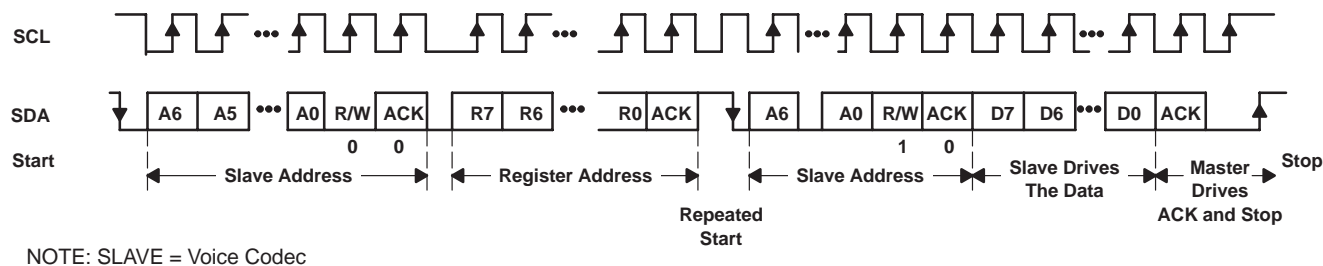 SCL
SDA A6 A5 ••• A0 R/W ACK R7 R6 ••• R0 ACK A6 A0 R/W ACK D7 D6 ••• D0 ACK
0 0 1 0
Start Stop
Slave Address
Register Address
Slave Address
Slave Drives
The Data
Master
Drives
ACK and Stop
Repeated
Start
NOTE: SLAVE = Voice Codec